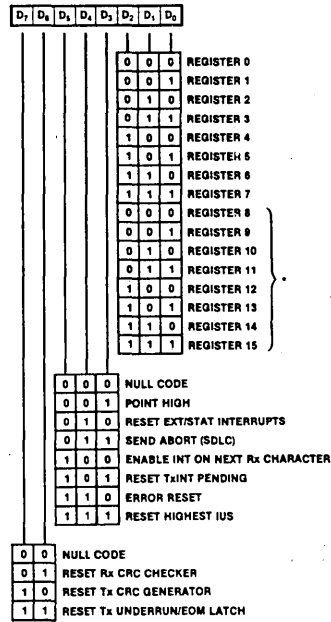 D7 D6 D5 D4 D3 D2 D1 D0
0 0 0 REGISTER 0
0 0 1 REGISTER 1
0 1 0 REGISTER 2
0 1 1 REGISTER 3
1 0 0 REGISTER 4
1 0 1 REGISTER 5
1 1 0 REGISTER 6
1 1 1 REGISTER 7
0 0 0 REGISTER 8
0 0 1 REGISTER 9
0 1 0 REGISTER 10
0 1 1 REGISTER 11
1 0 0 REGISTER 12
1 0 1 REGISTER 13
1 1 0 REGISTER 14
1 1 1 REGISTER 15
*
0 0 0 NULL CODE
0 0 1 POINT HIGH
0 1 0 RESET EXT/STAT INTERRUPTS
0 1 1 SEND ABORT (SDLC)
1 0 0 ENABLE INT ON NEXT Rx CHARACTER
1 0 1 RESET TxINT PENDING
1 1 0 ERROR RESET
1 1 1 RESET HIGHEST IUS
0 0 NULL CODE
0 1 RESET Rx CRC CHECKER
1 0 RESET Tx CRC GENERATOR
1 1 RESET Tx UNDERRUN/EOM LATCH